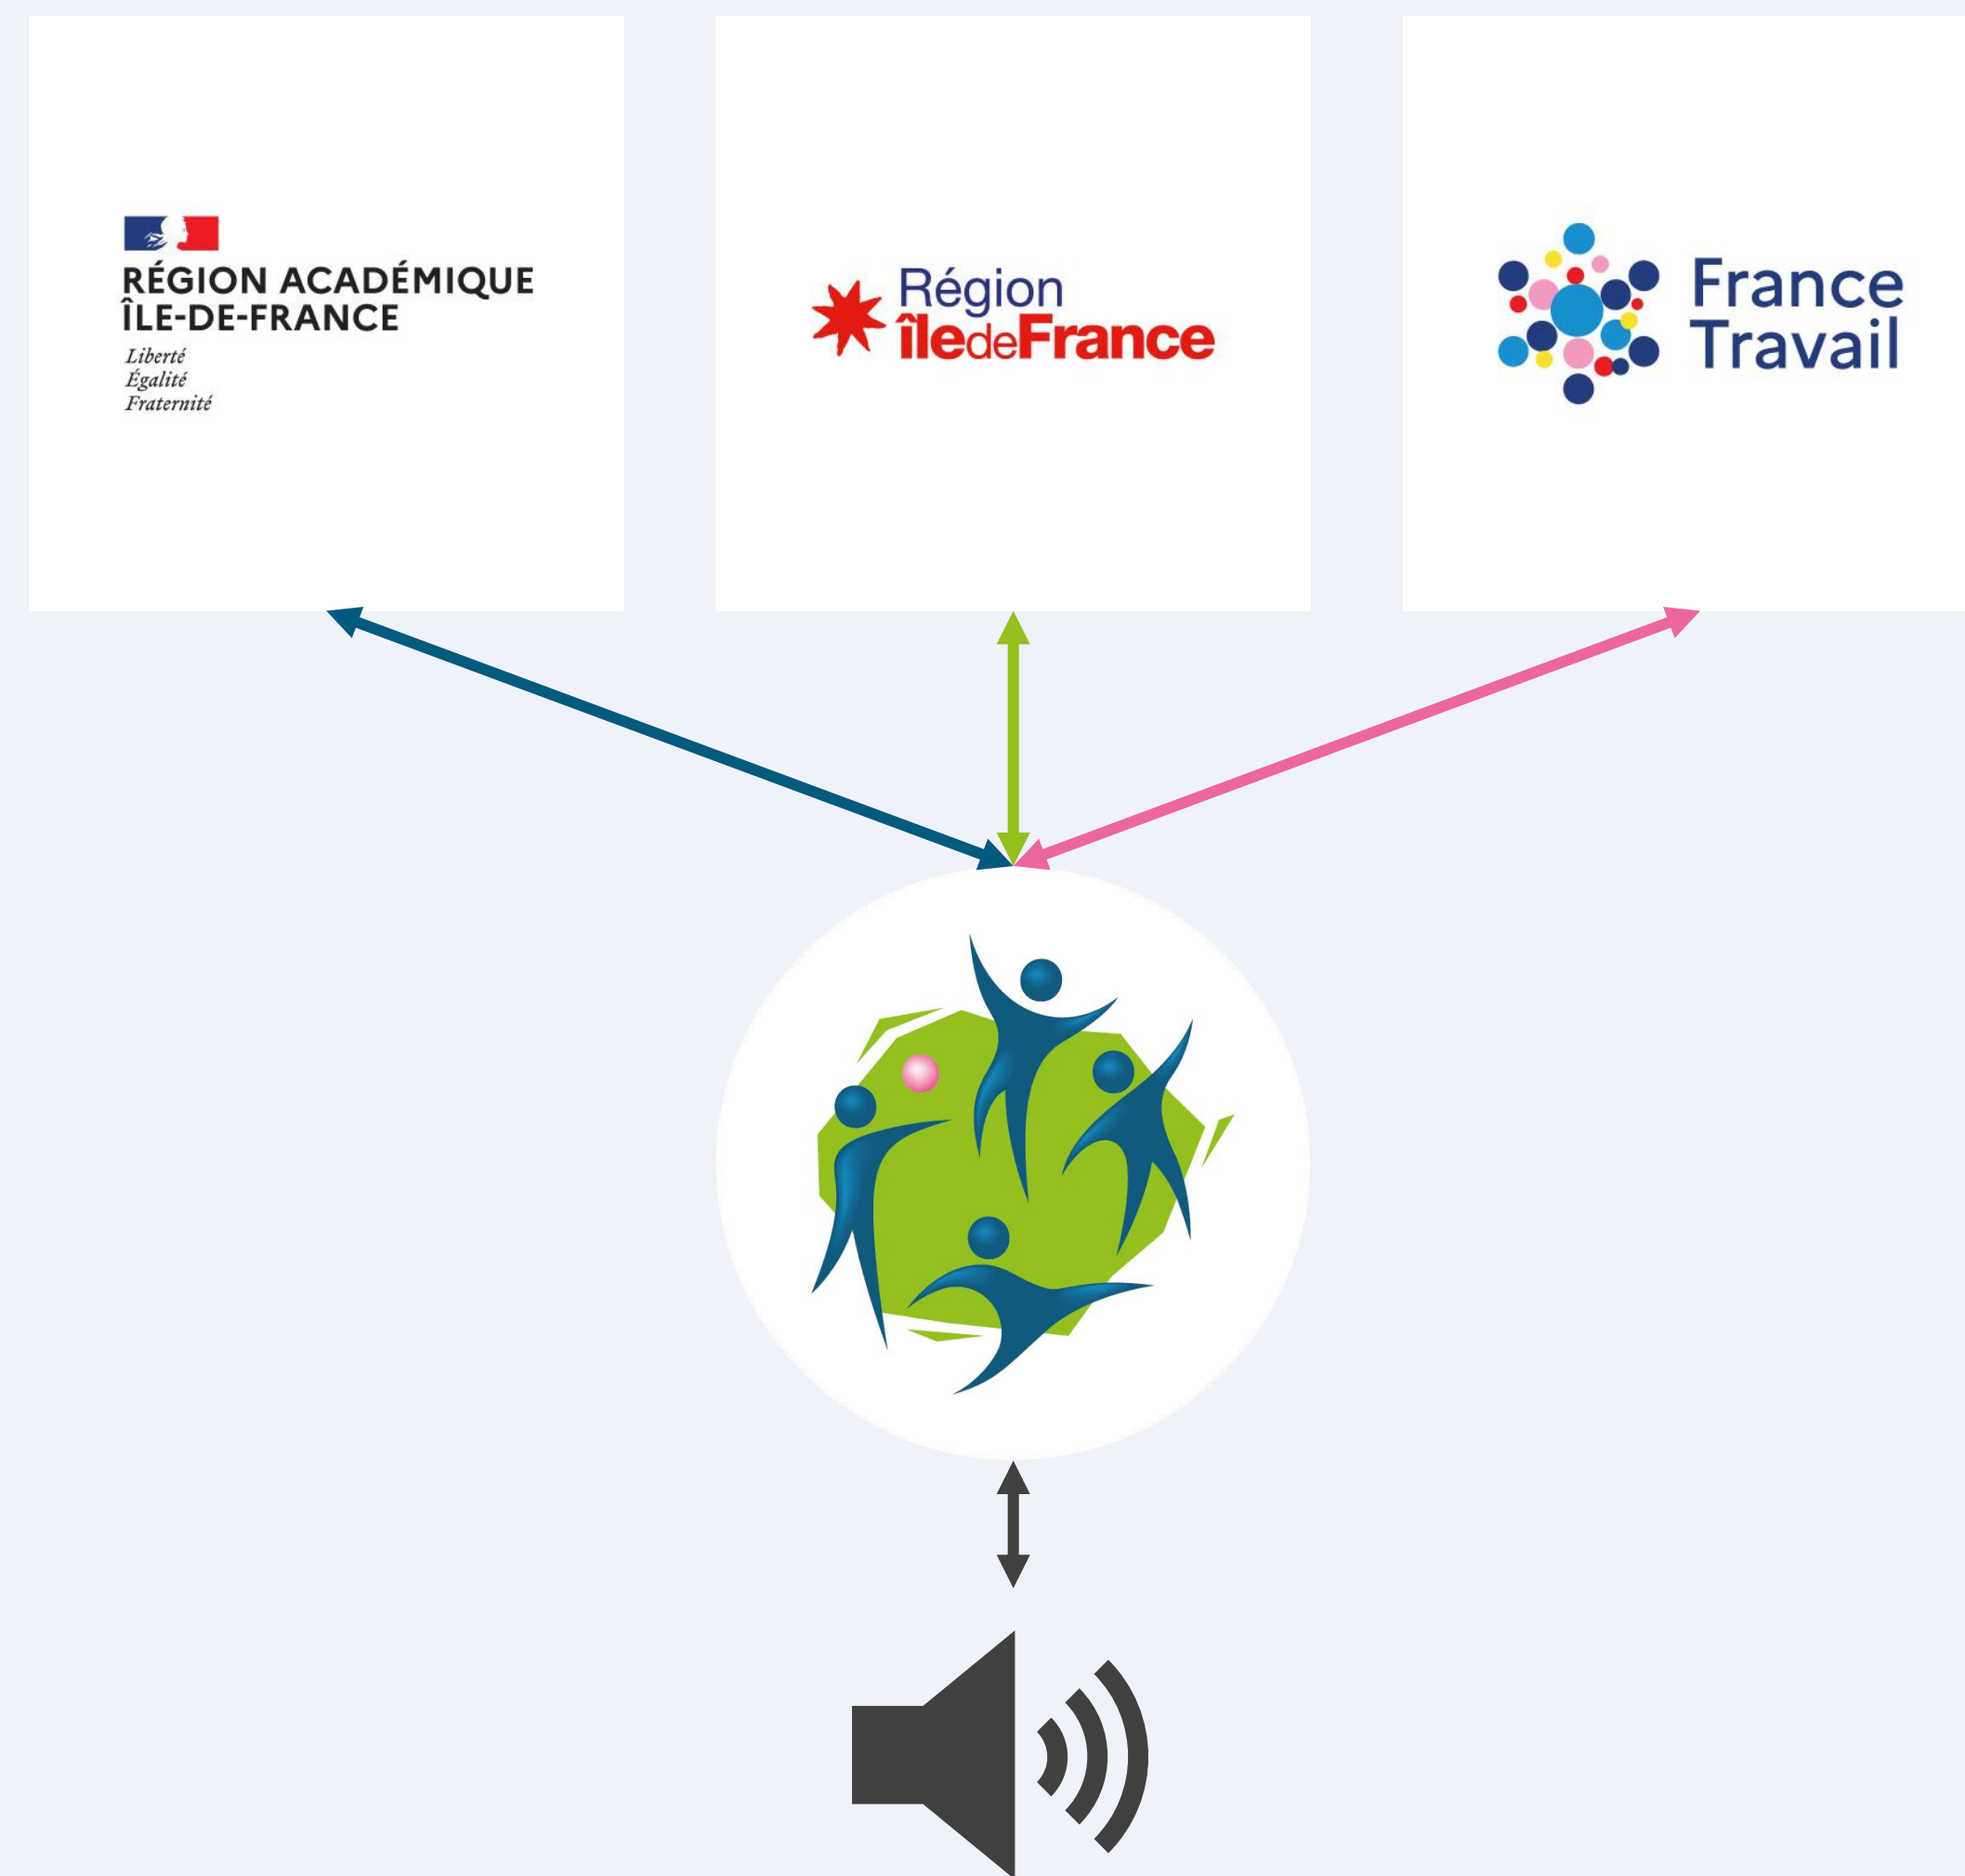 RÉGION ACADÉMIQUE
ÎLE-DE-FRANCE
Liberté
Égalité
Fraternité
Région
îledeFrance
France
Travail